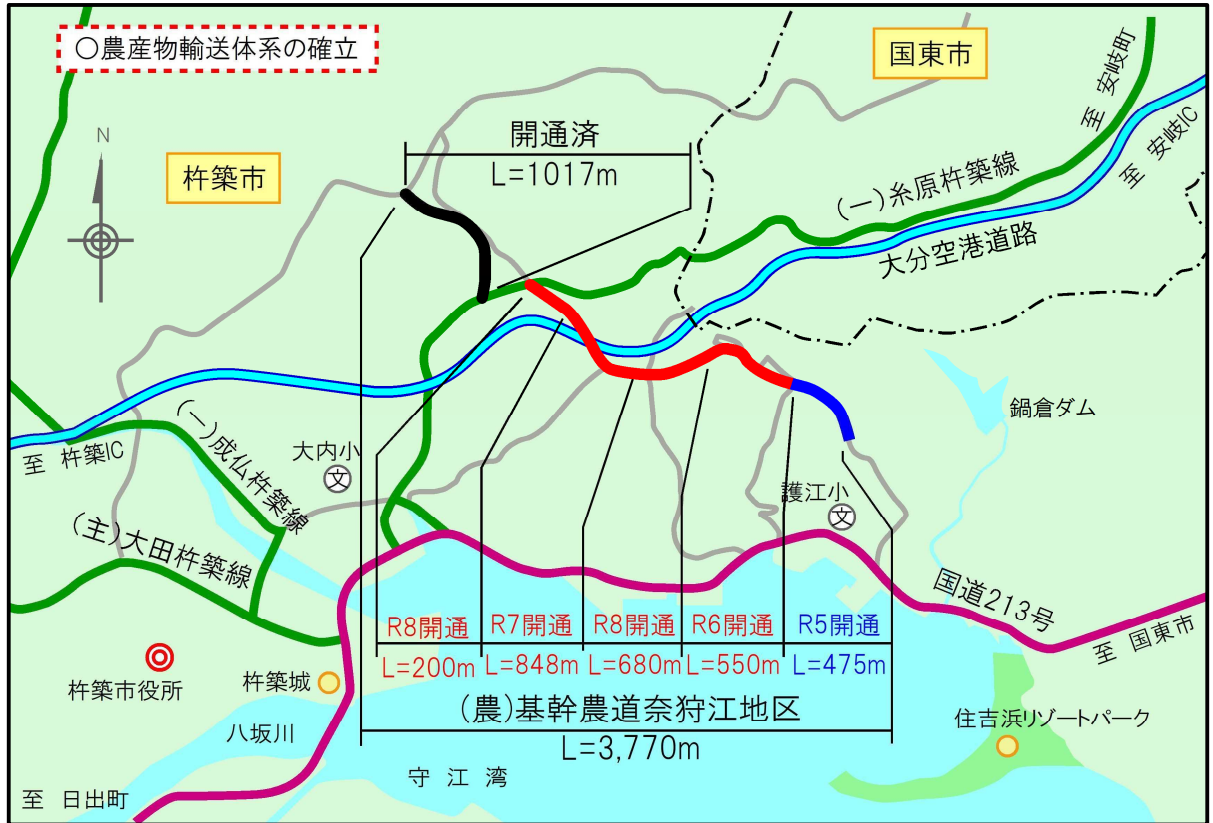 〇農産物輸送体系の確立
国東市
至 安岐町
至 安岐IC
N
開通済
L=1017m
杵築市
(一)糸原杵築線
大分空港道路
鍋倉ダム
(一)成仏杵築線
大内小
文
至 杵築IC
護江小
文
(主)大田杵築線
国道213号
R8開通
R7開通
R8開通
R6開通
R5開通
至 国東市
L=200m
L=848m
L=680m
L=550m
L=475m
杵築市役所
杵築城
(農)基幹農道奈狩江地区
住吉浜リゾートパーク
八坂川
L=3,770m
守江湾
至 日出町